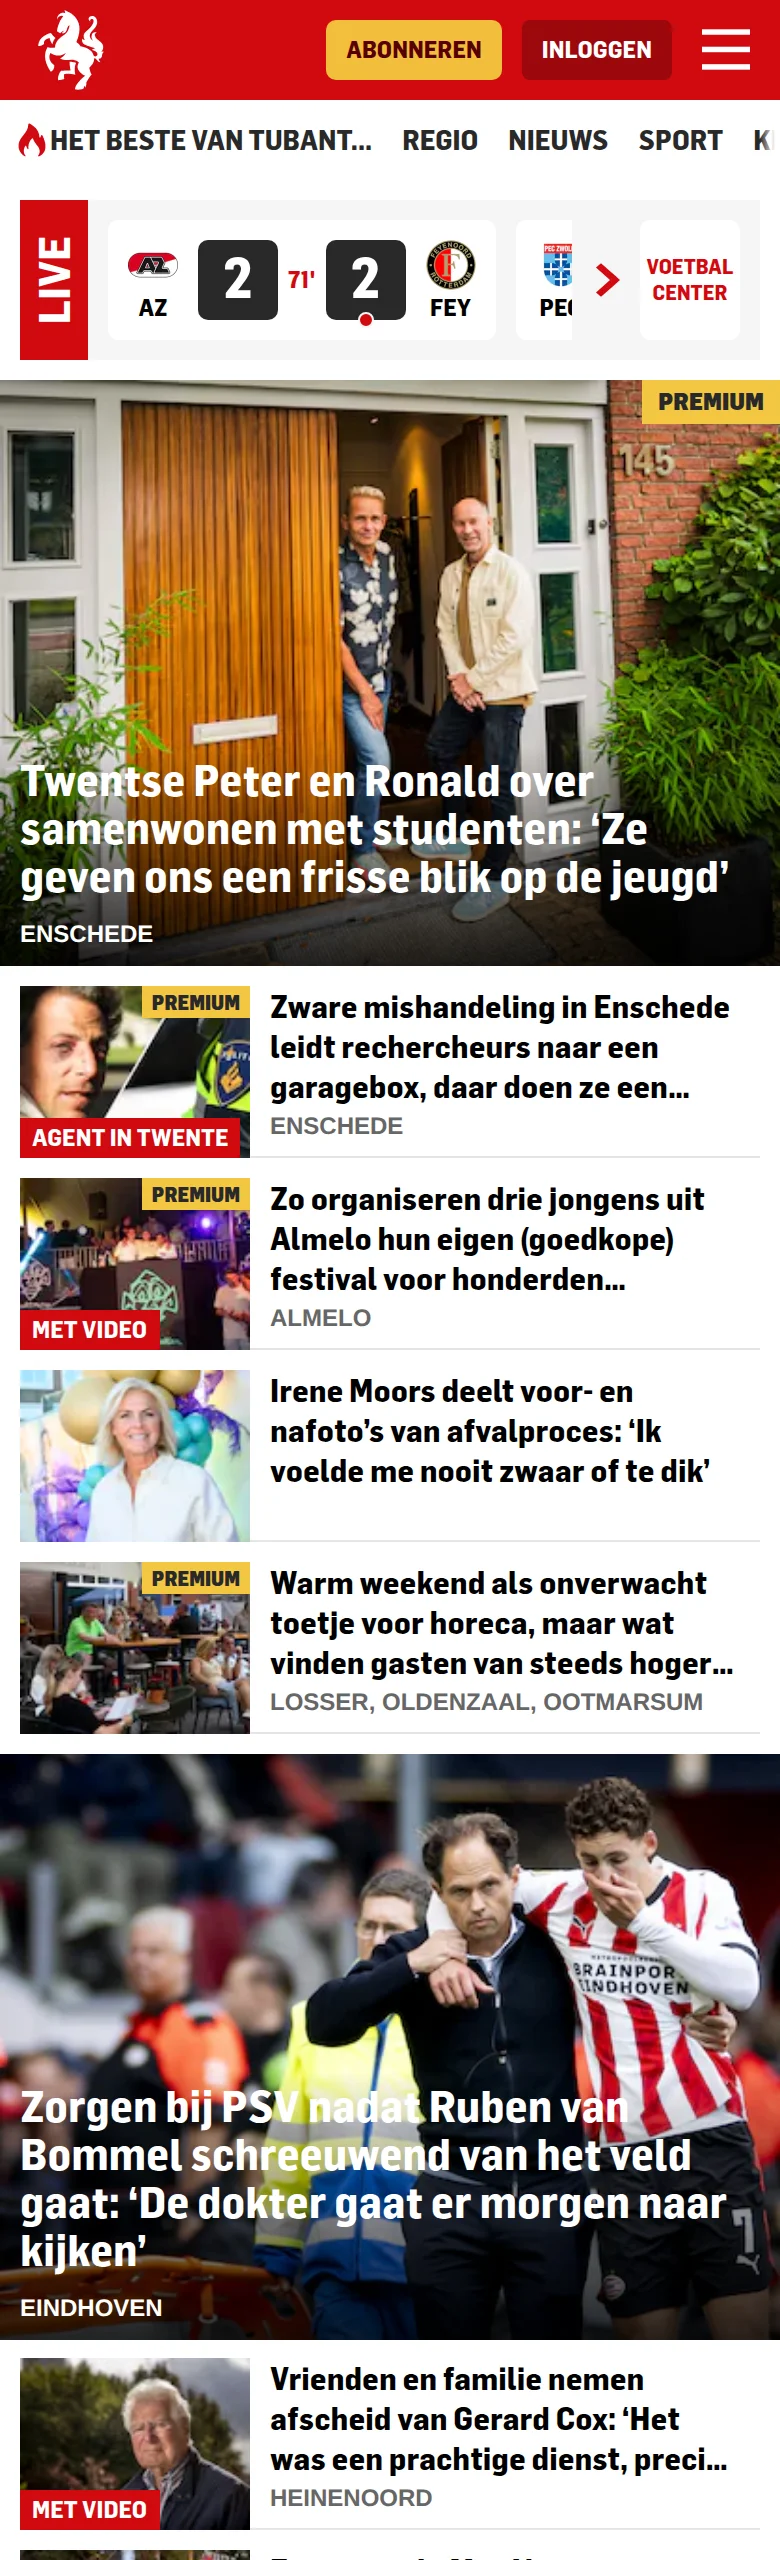 ABONNEREN
INLOGGEN
HET BESTE VAN TUBANT... REGIO NIEUWS SPORT
LIVE
AZ
2
71'
2
FEY
PEC ZWOLLE
PEC
VOETBAL
CENTER
PREMIUM
145
Twentse Peter en Ronald over
samenwonen met studenten: ‘Ze
geven ons een frisse blik op de jeugd’
ENSCHEDE
PREMIUM
AGENT IN TWENTE
Zware mishandeling in Enschede
leidt rechercheurs naar een
garagebox, daar doen ze een...
ENSCHEDE
PREMIUM
MET VIDEO
Zo organiseren drie jongens uit
Almelo hun eigen (goedkope)
festival voor honderden...
ALMELO
Irene Moors deelt voor- en
nafoto’s van afvalproces: ‘Ik
voelde me nooit zwaar of te dik’
PREMIUM
Warm weekend als onverwacht
toetje voor horeca, maar wat
vinden gasten van steeds hoger...
LOSSER, OLDENZAAL, OOTMARSUM
BRAINPOR
EINDHOVEN
7
Zorgen bij PSV nadat Ruben van
Bommel schreeuwend van het veld
gaat: ‘De dokter gaat er morgen naar
kijken’
EINDHOVEN
MET VIDEO
Vrienden en familie nemen
afscheid van Gerard Cox: ‘Het
was een prachtige dienst, preci...
HEINENOORD